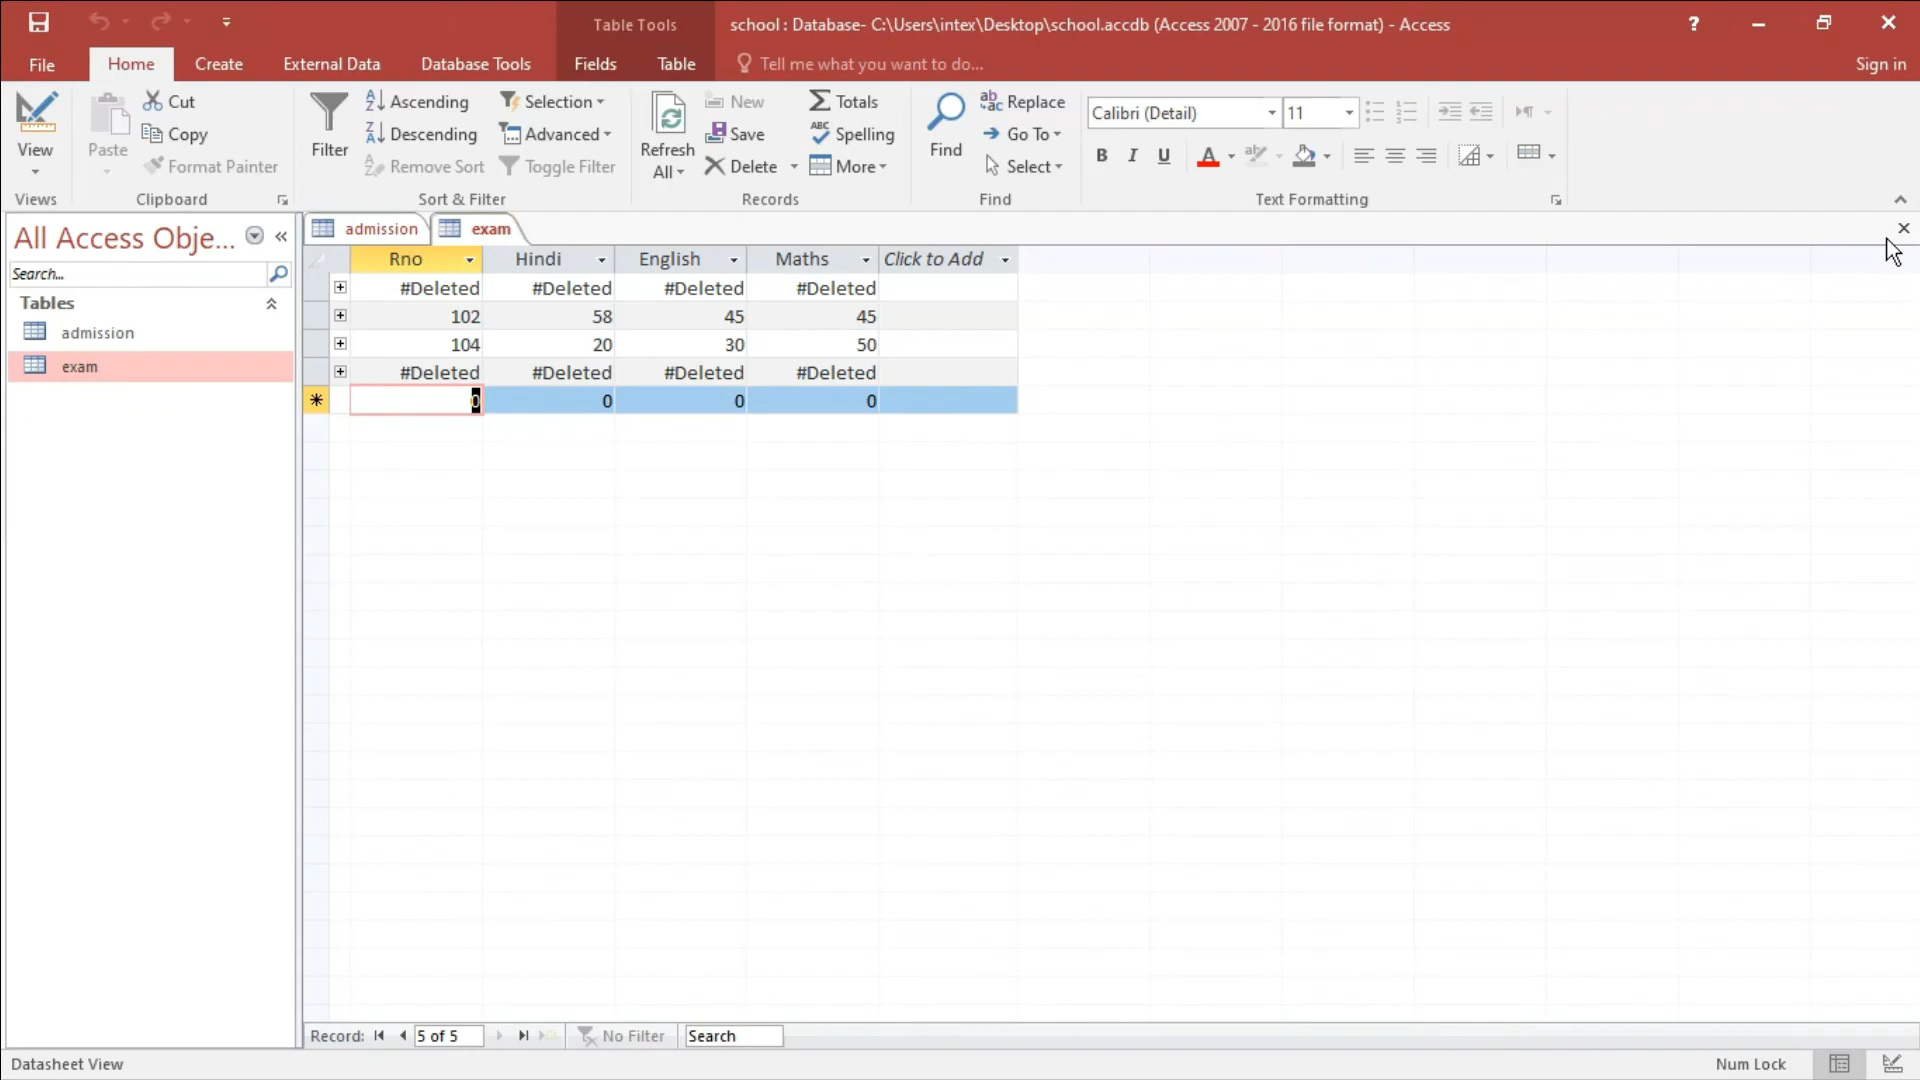 Table Tools
school : Database- C:\Users\intex\Desktop\school.accdb (Access 2007 - 2016 file format) - Access
?
File Home Create External Data Database Tools Fields Table Tell me what you want to do... Sign in
View
Views
Paste
Cut
Copy
Format Painter
Clipboard
Filter
Ascending
Descending
Remove Sort
Selection
Advanced
Toggle Filter
Sort & Filter
Refresh
All
New
Save
Delete
Totals
Spelling
More
Records
Find
Replace
Go To
Select
Find
Calibri (Detail) 11
B I U A
Text Formatting
All Access Obje...
Search...
Tables
admission
exam
admission exam
Rno Hindi English Maths Click to Add
#Deleted #Deleted #Deleted #Deleted
102 58 45 45
104 20 30 50
#Deleted #Deleted #Deleted #Deleted
0 0 0 0
Record: 5 of 5 No Filter Search
Datasheet View Num Lock